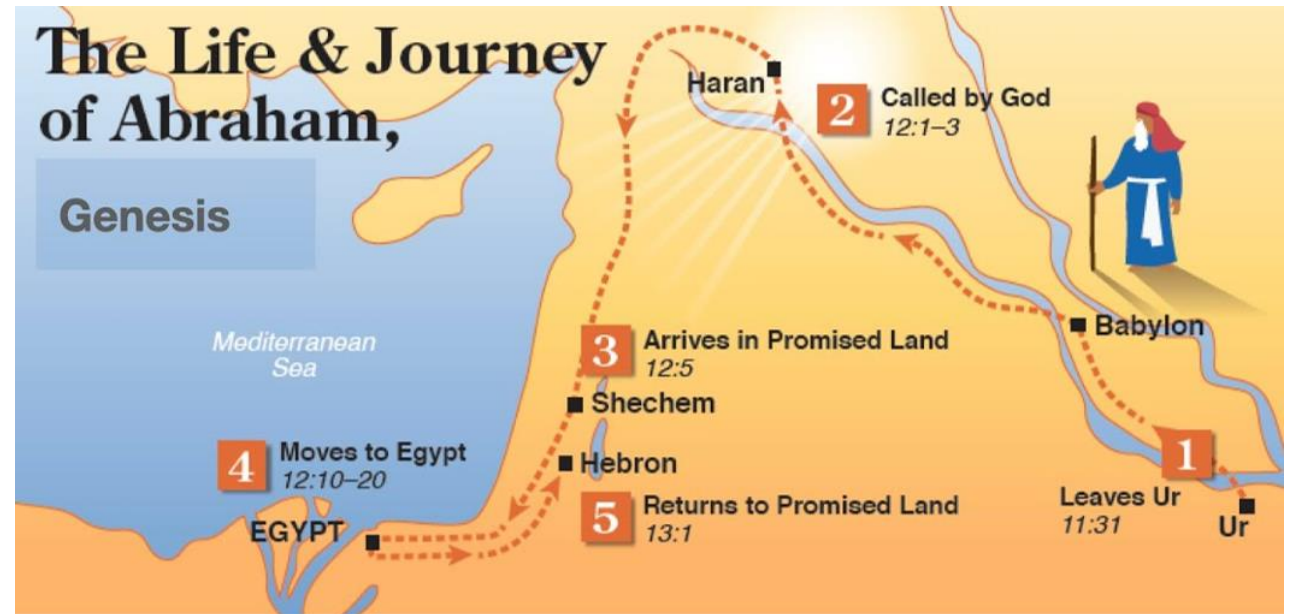 The Life & Journey
of Abraham,
Genesis
Haran
2
Called by God
12:1–3
Mediterranean
Sea
Babylon
3
Arrives in Promised Land
12:5
Shechem
4
Moves to Egypt
12:10–20
Hebron
1
Leaves Ur
11:31
Ur
5
Returns to Promised Land
13:1
EGYPT